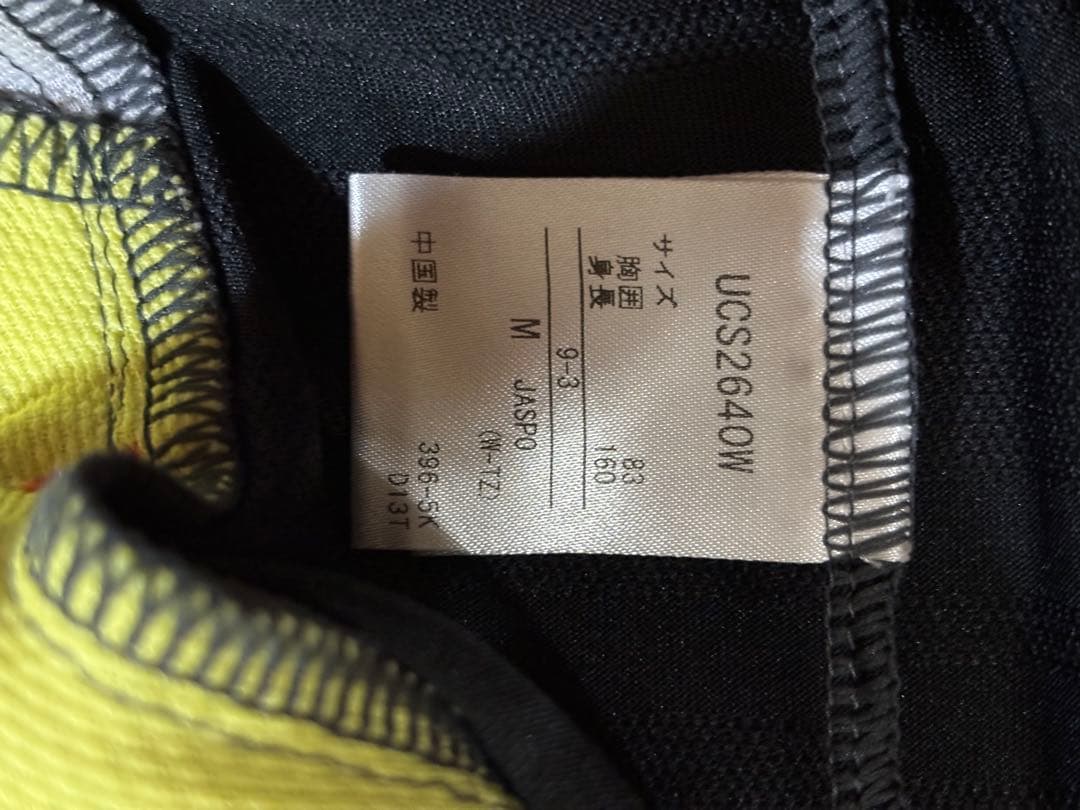 UCS2640W
サイズ
胸囲 83
身長 160
9-3
M JASPO
(N-TZ)
中国製 396-5K
D13T